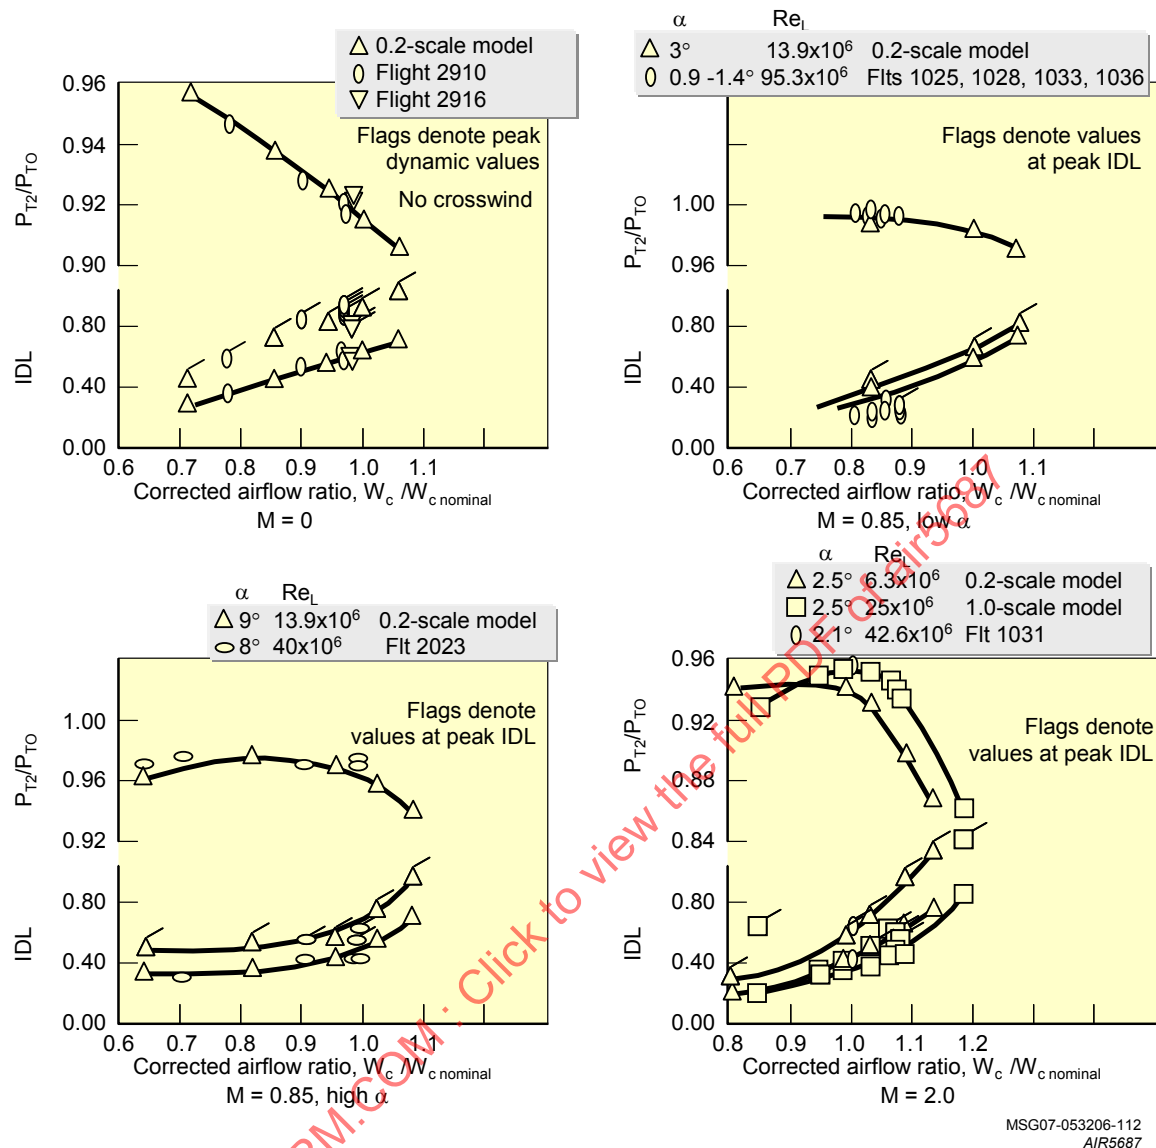 0.2-scale model
Flight 2910
Flight 2916
0.96
0.94
0.92
0.90
P_T2/P_TO
Flags denote peak
dynamic values
No crosswind
0.80
0.40
0.00
IDL
0.6 0.7 0.8 0.9 1.0 1.1
Corrected airflow ratio, W_c /W_c nominal
M = 0
α Re_L
3° 13.9x10^6 0.2-scale model
0.9 -1.4° 95.3x10^6 Flts 1025, 1028, 1033, 1036
Flags denote values
at peak IDL
1.00
0.96
P_T2/P_TO
0.80
0.40
0.00
IDL
0.6 0.7 0.8 0.9 1.0 1.1
Corrected airflow ratio, W_c /W_c nominal
M = 0.85, low α
α Re_L
9° 13.9x10^6 0.2-scale model
8° 40x10^6 Flt 2023
Flags denote
values at peak IDL
1.00
0.96
0.92
P_T2/P_TO
0.80
0.40
0.00
IDL
0.6 0.7 0.8 0.9 1.0 1.1
Corrected airflow ratio, W_c /W_c nominal
M = 0.85, high α
α Re_L
2.5° 6.3x10^6 0.2-scale model
2.5° 25x10^6 1.0-scale model
2.1° 42.6x10^6 Flt 1031
0.96
0.92
0.88
0.84
P_T2/P_TO
Flags denote
values at peak IDL
0.80
0.40
0.00
IDL
0.8 0.9 1.0 1.1 1.2
Corrected airflow ratio, W_c /W_c nominal
M = 2.0
MSG07-053206-112
AIR5687
RM.COM : Click to view the full PDF of air5687